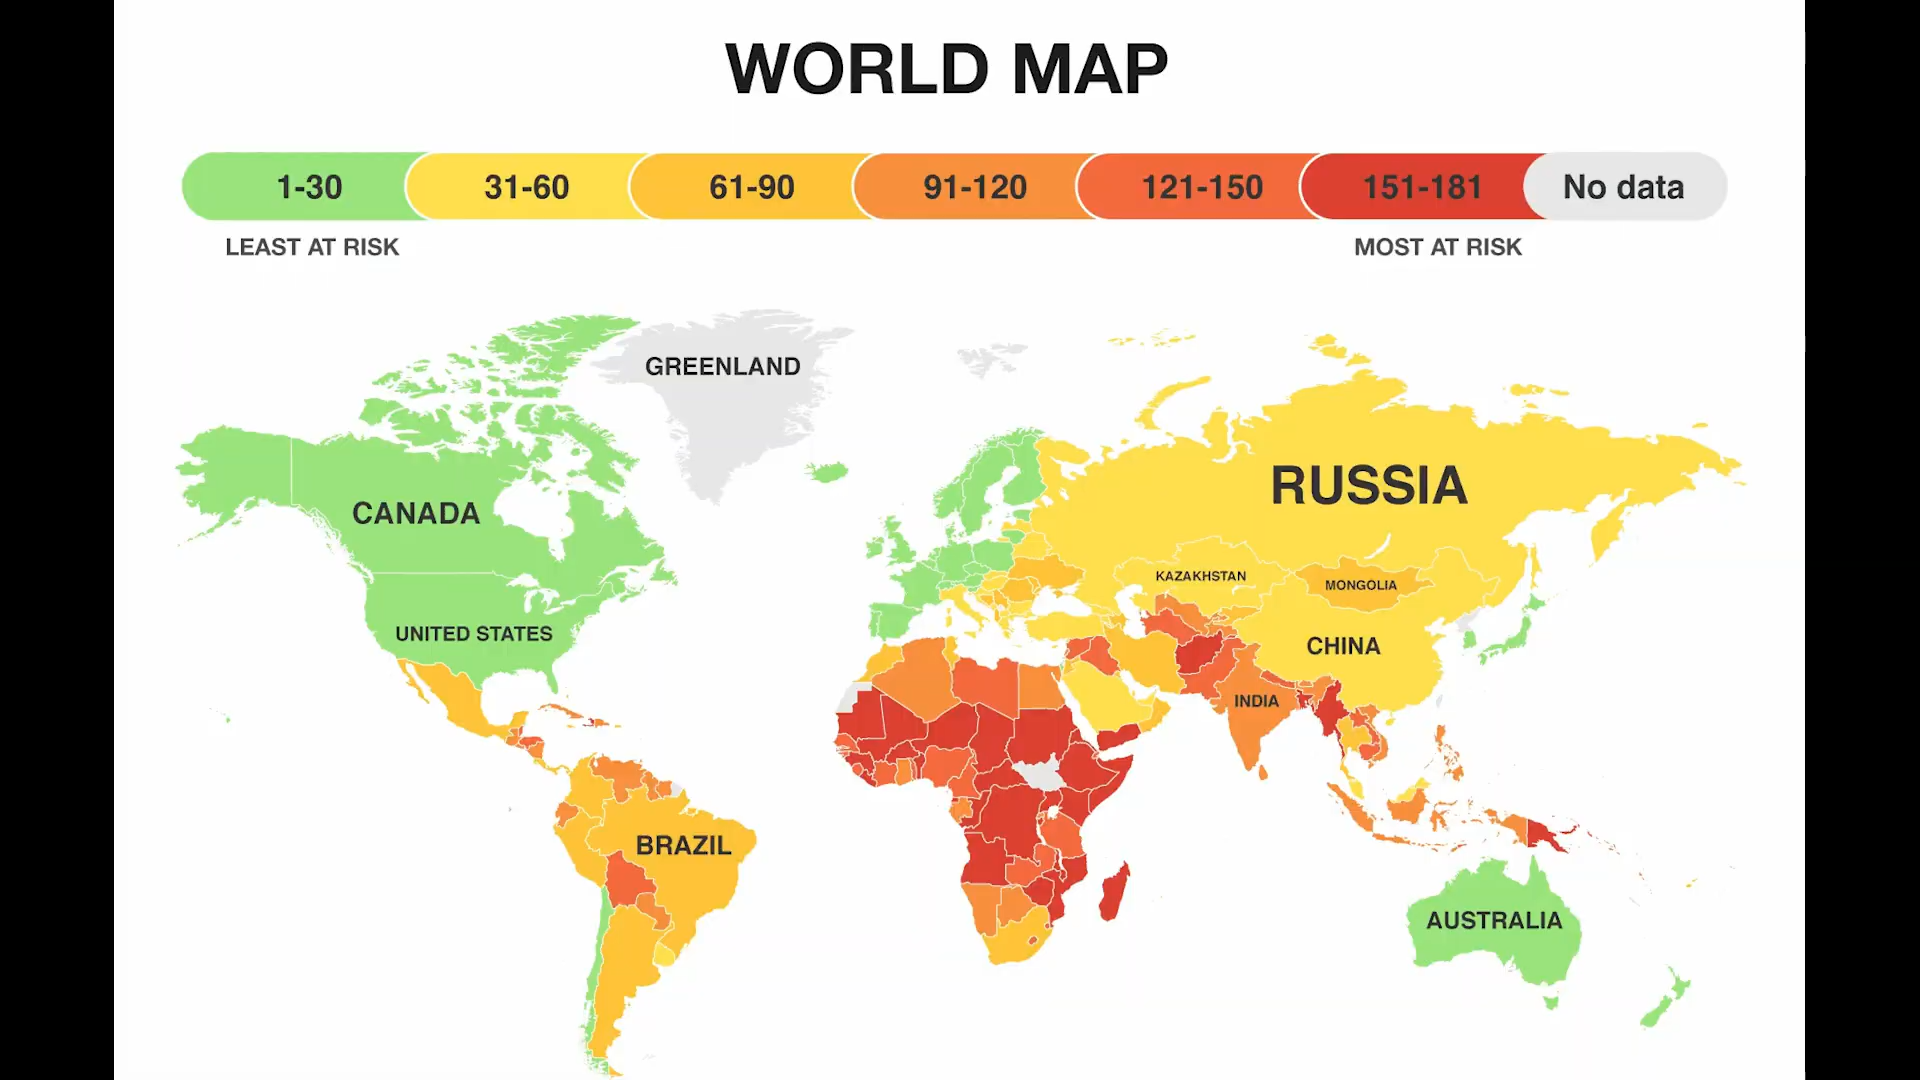 WORLD MAP
1-30
31-60
61-90
91-120
121-150
151-181
No data
LEAST AT RISK
MOST AT RISK
GREENLAND
CANADA
RUSSIA
KAZAKHSTAN
MONGOLIA
UNITED STATES
CHINA
INDIA
BRAZIL
AUSTRALIA